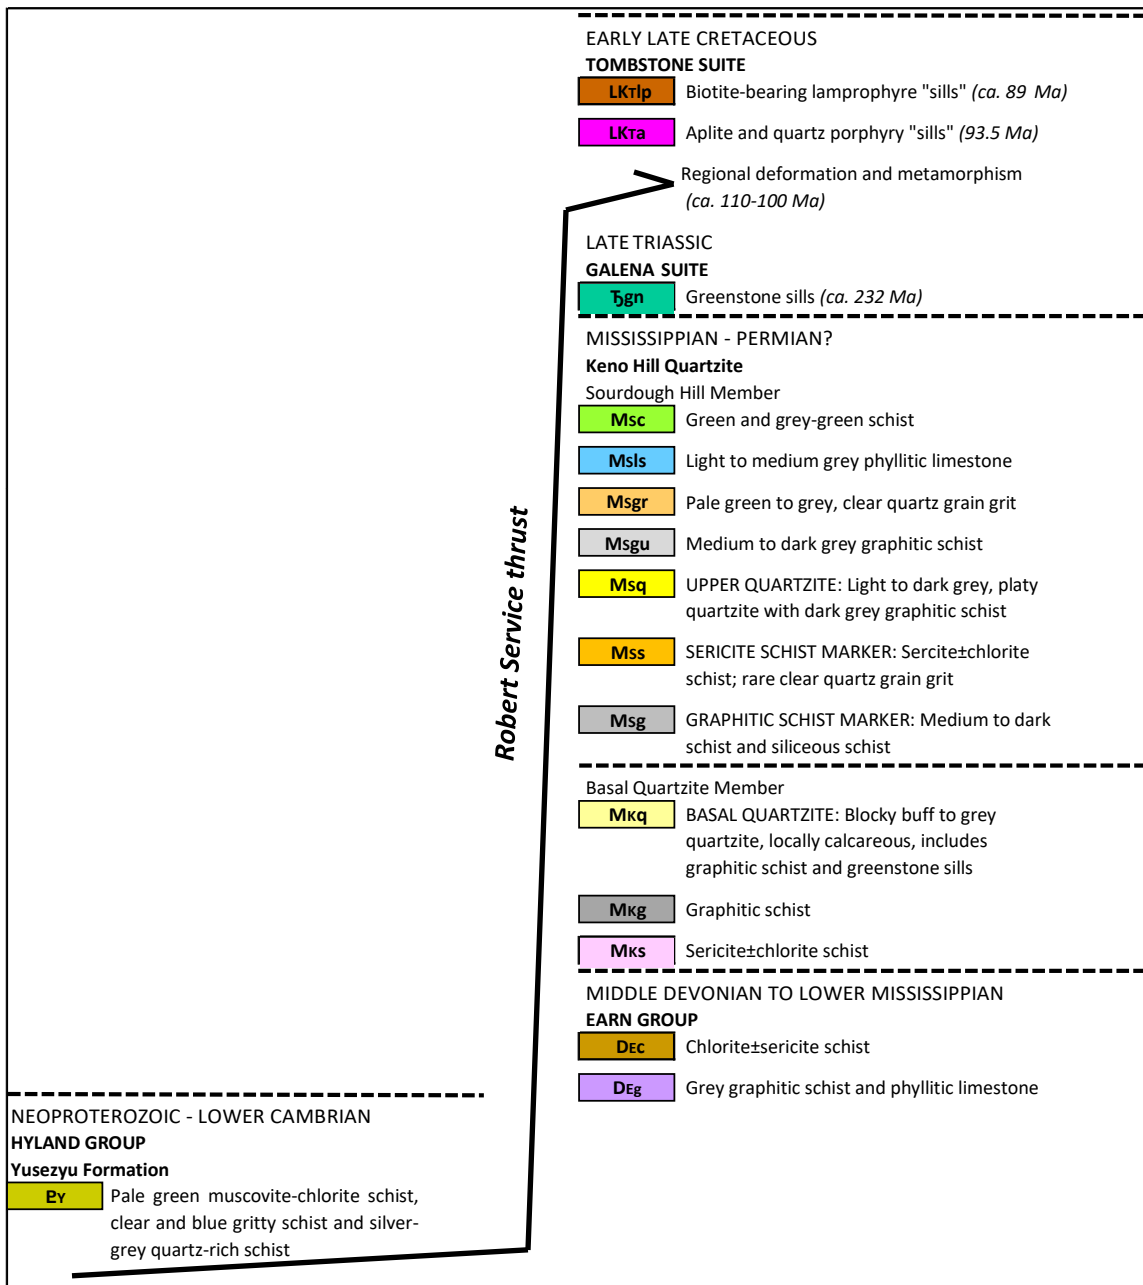 EARLY LATE CRETACEOUS
TOMBSTONE SUITE
LKTlp Biotite-bearing lamprophyre "sills" (ca. 89 Ma)
LKTa Aplite and quartz porphyry "sills" (93.5 Ma)
Regional deformation and metamorphism
(ca. 110-100 Ma)
LATE TRIASSIC
GALENA SUITE
Ђgn Greenstone sills (ca. 232 Ma)
MISSISSIPPIAN - PERMIAN?
Keno Hill Quartzite
Sourdough Hill Member
Msc Green and grey-green schist
Msls Light to medium grey phyllitic limestone
Msgr Pale green to grey, clear quartz grain grit
Msgu Medium to dark grey graphitic schist
Msq UPPER QUARTZITE: Light to dark grey, platy
quartzite with dark grey graphitic schist
Mss SERICITE SCHIST MARKER: Sercite±chlorite
schist; rare clear quartz grain grit
Msg GRAPHITIC SCHIST MARKER: Medium to dark
schist and siliceous schist
Robert Service thrust
Basal Quartzite Member
MKq BASAL QUARTZITE: Blocky buff to grey
quartzite, locally calcareous, includes
graphitic schist and greenstone sills
MKg Graphitic schist
MKs Sericite±chlorite schist
MIDDLE DEVONIAN TO LOWER MISSISSIPPIAN
EARN GROUP
DEc Chlorite±sericite schist
DEg Grey graphitic schist and phyllitic limestone
NEOPROTEROZOIC - LOWER CAMBRIAN
HYLAND GROUP
Yusezyu Formation
PY Pale green muscovite-chlorite schist,
clear and blue gritty schist and silver-
grey quartz-rich schist